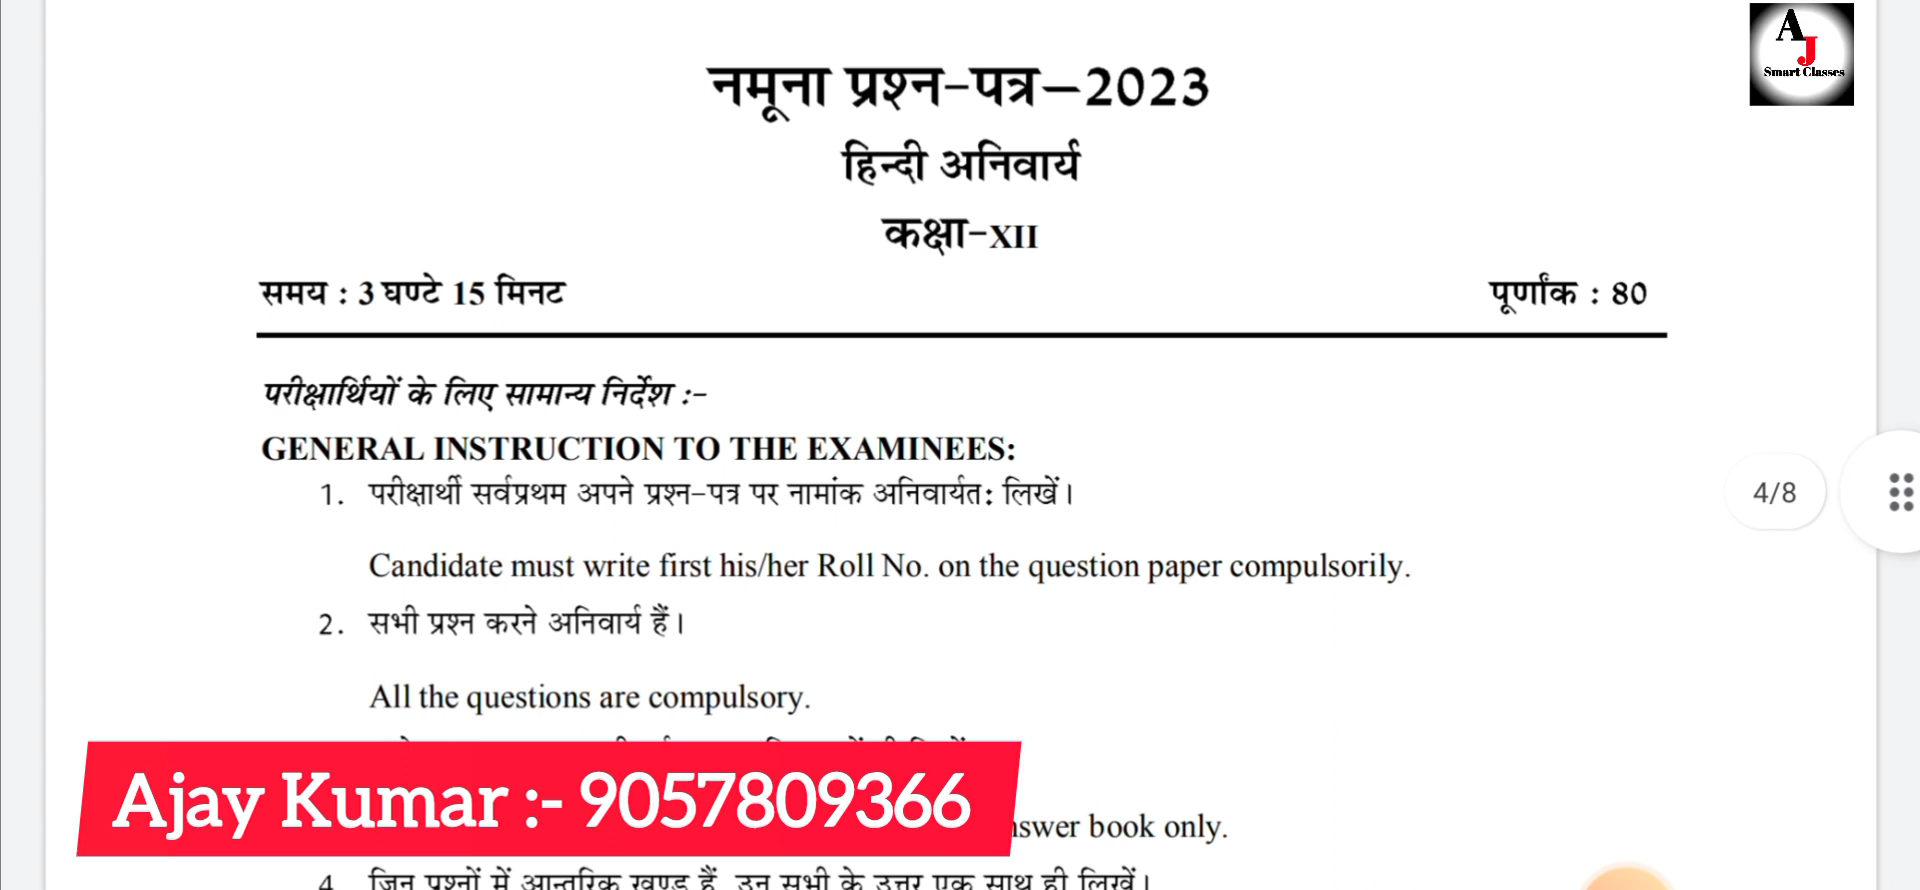 A
J
Smart Classes
नमूना प्रश्न-पत्र–2023
हिन्दी अनिवार्य
कक्षा-XII
समय : 3 घण्टे 15 मिनट
पूर्णांक : 80
परीक्षार्थियों के लिए सामान्य निर्देश :-
GENERAL INSTRUCTION TO THE EXAMINEES:
1. परीक्षार्थी सर्वप्रथम अपने प्रश्न-पत्र पर नामांक अनिवार्यत: लिखें।
4/8
Candidate must write first his/her Roll No. on the question paper compulsorily.
2. सभी प्रश्न करने अनिवार्य हैं।
All the questions are compulsory.
Ajay Kumar :- 9057809366
book only.
4 जिन प्रश्नों में आन्तरिक खण्ड हैं, उन सभी के उत्तर एक साथ ही लिखें।